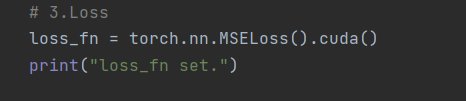 # 3.Loss
loss_fn = torch.nn.MSELoss().cuda()
print("loss_fn set.")